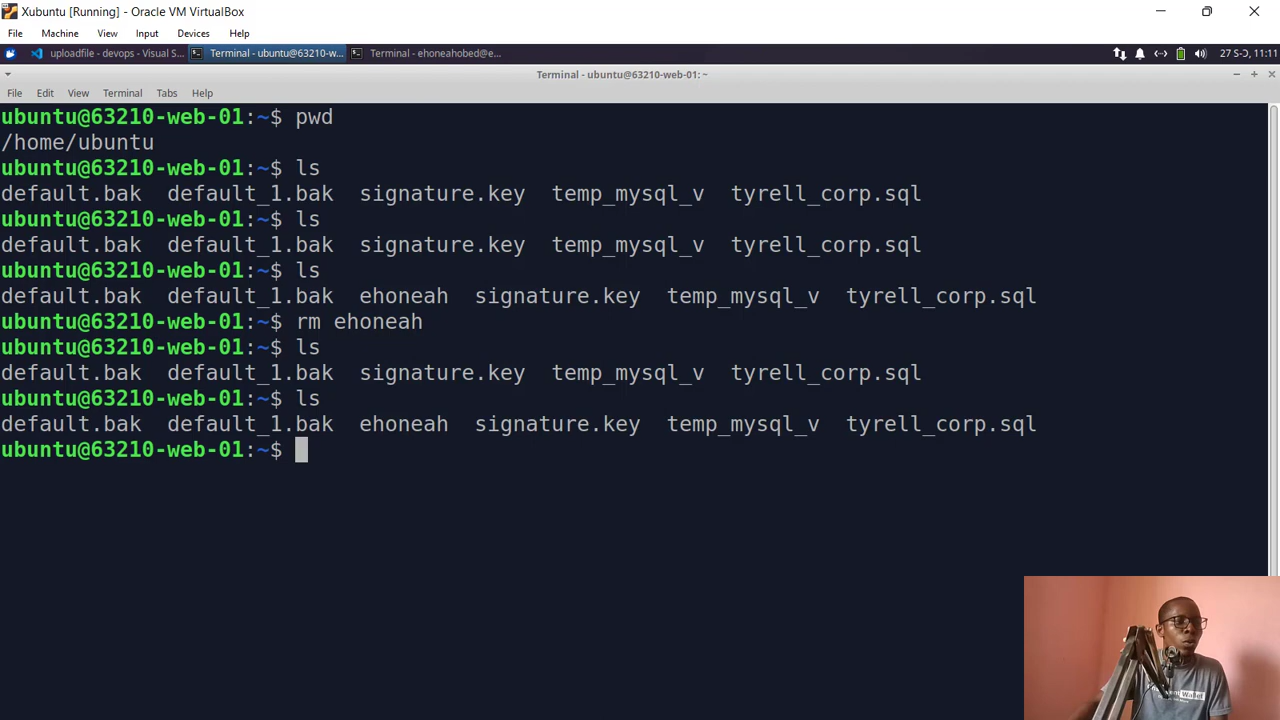 Xubuntu [Running] - Oracle VM VirtualBox
File Machine View Input Devices Help
uploadfile - devops - Visual S... Terminal - ubuntu@63210-w... Terminal - ehoneahobed@e...
Terminal - ubuntu@63210-web-01: ~
File Edit View Terminal Tabs Help
ubuntu@63210-web-01:~$ pwd
/home/ubuntu
ubuntu@63210-web-01:~$ ls
default.bak default_1.bak signature.key temp_mysql_v tyrell_corp.sql
ubuntu@63210-web-01:~$ ls
default.bak default_1.bak signature.key temp_mysql_v tyrell_corp.sql
ubuntu@63210-web-01:~$ ls
default.bak default_1.bak ehoneah signature.key temp_mysql_v tyrell_corp.sql
ubuntu@63210-web-01:~$ rm ehoneah
ubuntu@63210-web-01:~$ ls
default.bak default_1.bak signature.key temp_mysql_v tyrell_corp.sql
ubuntu@63210-web-01:~$ ls
default.bak default_1.bak ehoneah signature.key temp_mysql_v tyrell_corp.sql
ubuntu@63210-web-01:~$